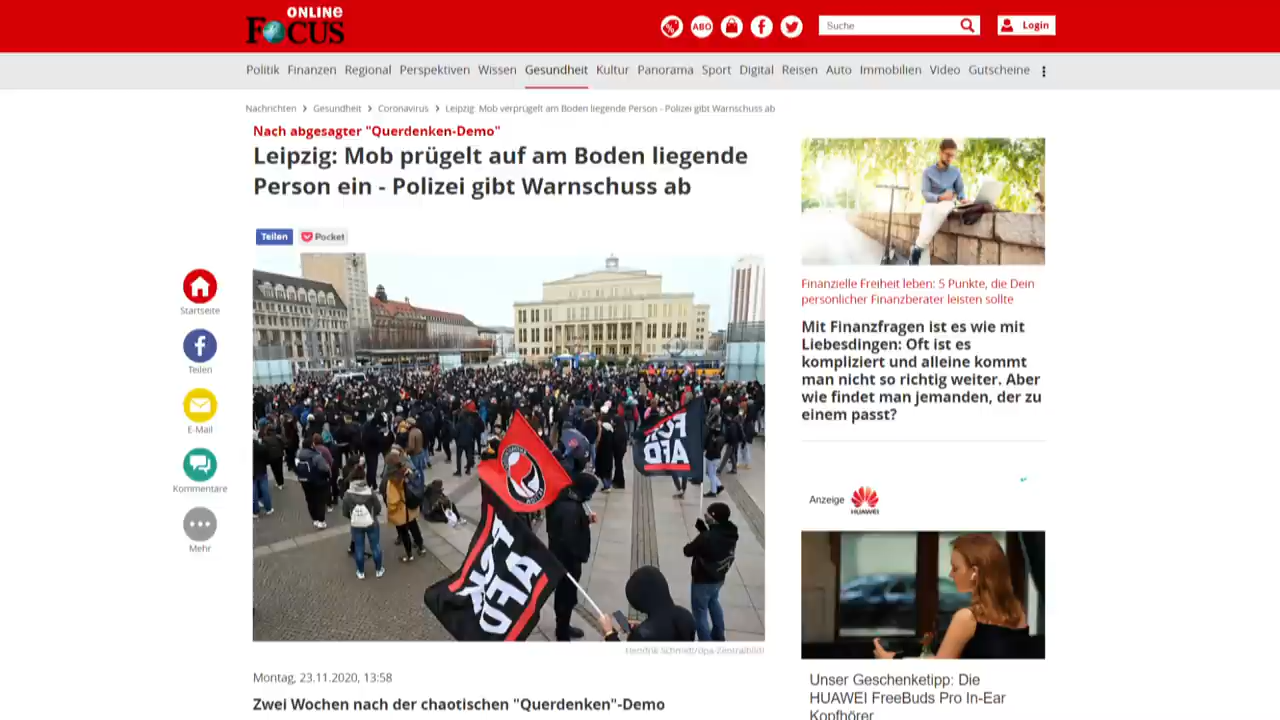 ONLINE
FOCUS
ABO
Suche
Login
Politik Finanzen Regional Perspektiven Wissen Gesundheit Kultur Panorama Sport Digital Reisen Auto Immobilien Video Gutscheine
Nachrichten > Gesundheit > Coronavirus > Leipzig: Mob verprügelt am Boden liegende Person - Polizei gibt Warnschuss ab
Nach abgesagter "Querdenken-Demo"
Leipzig: Mob prügelt auf am Boden liegende
Person ein - Polizei gibt Warnschuss ab
Teilen
Pocket
Startseite
Teilen
E-Mail
Kommentare
Mehr
FCK
AFD
FCK
AFD
Hendrik Schmidt/dpa-Zentralbild/
Montag, 23.11.2020, 13:58
Zwei Wochen nach der chaotischen "Querdenken"-Demo
Finanzielle Freiheit leben: 5 Punkte, die Dein
persönlicher Finanzberater leisten sollte
Mit Finanzfragen ist es wie mit
Liebesdingen: Oft ist es
kompliziert und alleine kommt
man nicht so richtig weiter. Aber
wie findet man jemanden, der zu
einem passt?
Anzeige
HUAWEI
Unser Geschenketipp: Die
HUAWEI FreeBuds Pro In-Ear
Kopfhörer